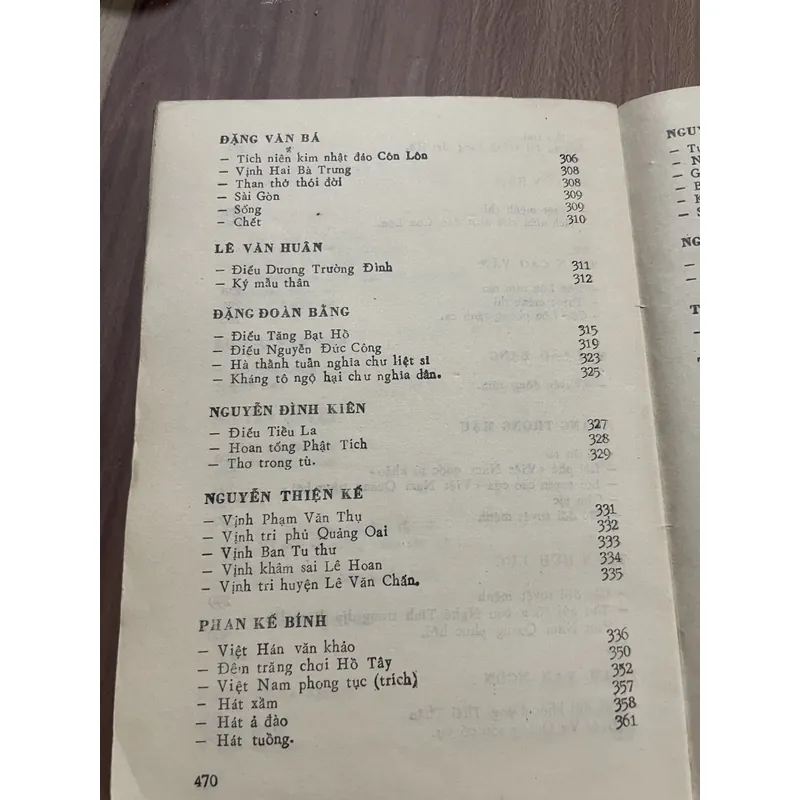 ĐẶNG VĂN BÁ
— Tích niên kim nhật đảo Côn Lôn 306
— Vịnh Hai Bà Trưng 308
— Than thở thói đời 308
— Sài Gòn 309
— Sống 309
— Chết 310
LÊ VĂN HUÂN
— Điếu Dương Trường Đình 311
— Ký mẫu thân 312
ĐẶNG ĐOÀN BẰNG
— Điếu Tăng Bạt Hồ 315
— Điếu Nguyễn Đức Công 319
— Hà thành tuẫn nghĩa chư liệt sĩ 323
— Kháng tô ngộ hại chư nghĩa dân. 325
NGUYỄN ĐÌNH KIÊN
— Điếu Tiều La 327
— Hoan tống Phật Tích 328
— Thơ trong tù. 329
NGUYỄN THIỆN KẾ
— Vịnh Phạm Văn Thụ 331
— Vịnh tri phủ Quảng Oai 332
— Vịnh Ban Tu thư 333
— Vịnh khâm sai Lê Hoan 334
— Vịnh tri huyện Lê Văn Chấn. 335
PHAN KẾ BÍNH
— Việt Hán văn khảo 336
— Đêm trăng chơi Hồ Tây 350
— Việt Nam phong tục (trích) 352
— Hát xẩm 357
— Hát ả đào 358
— Hát tuồng. 361
470